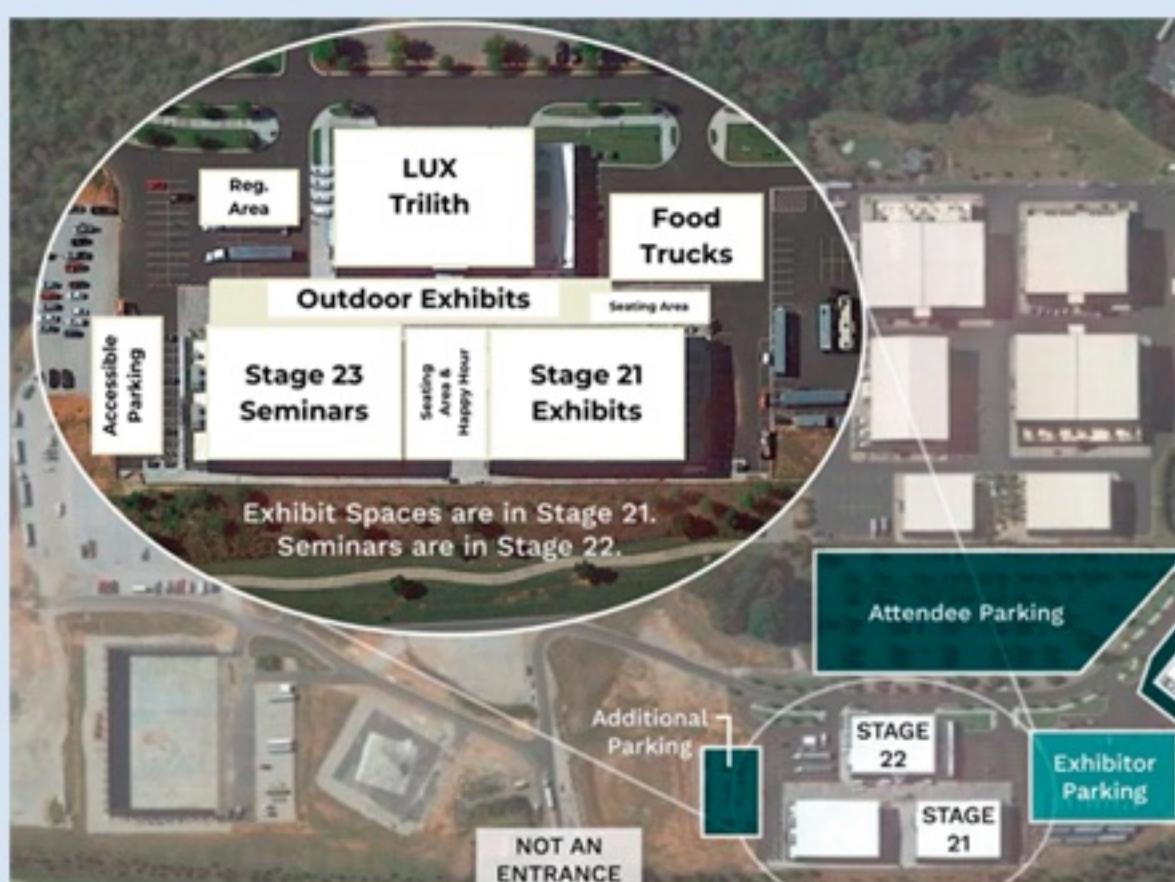 LUX
Trilith
Reg.
Area
Food
Trucks
Outdoor Exhibits
Seating Area
Accessible
Parking
Stage 23
Seminars
Seating
Area &
Happy Hour
Stage 21
Exhibits
Exhibit Spaces are in Stage 21.
Seminars are in Stage 22.
Attendee Parking
Additional
Parking
STAGE
22
Exhibitor
Parking
STAGE
21
NOT AN
ENTRANCE